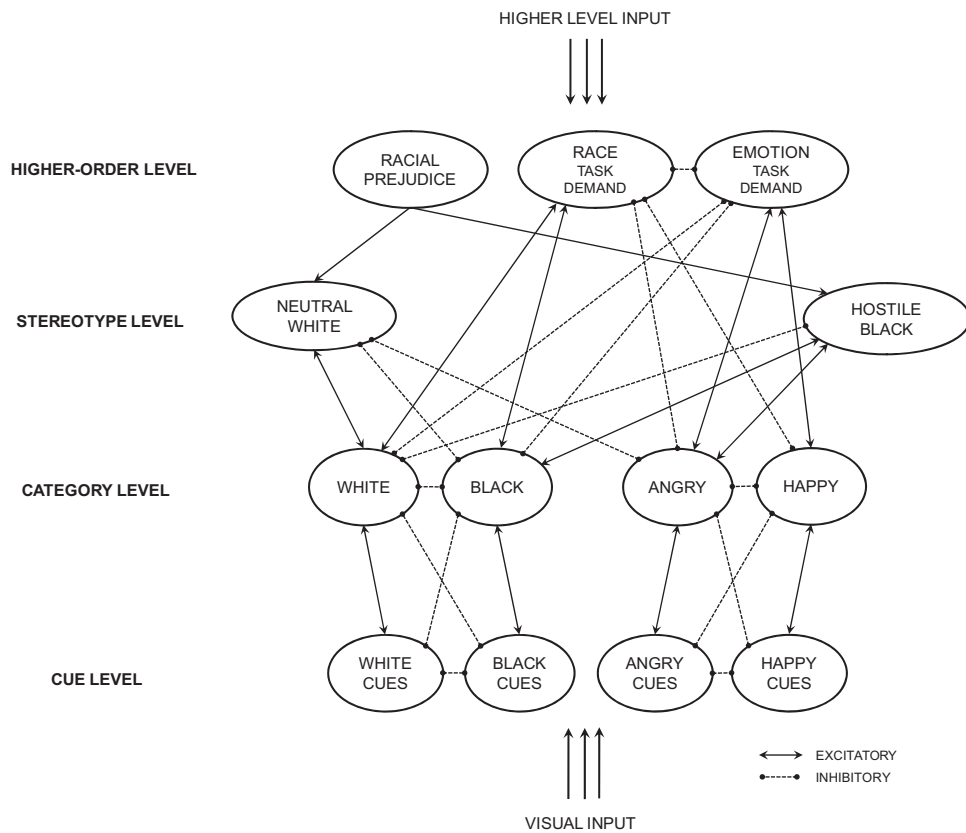 HIGHER LEVEL INPUT
HIGHER-ORDER LEVEL
RACIAL
PREJUDICE
RACE
TASK
DEMAND
EMOTION
TASK
DEMAND
STEREOTYPE LEVEL
NEUTRAL
WHITE
HOSTILE
BLACK
CATEGORY LEVEL
WHITE
BLACK
ANGRY
HAPPY
CUE LEVEL
WHITE
CUES
BLACK
CUES
ANGRY
CUES
HAPPY
CUES
EXCITATORY
INHIBITORY
VISUAL INPUT